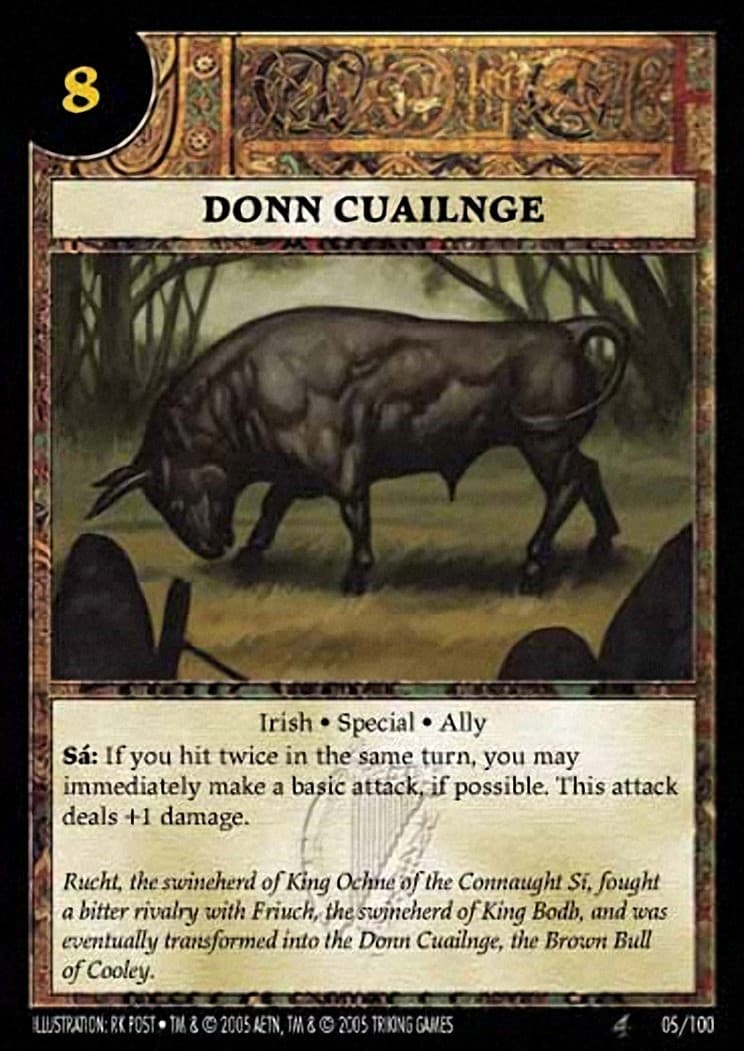 8
DONN CUAILNGE
Irish • Special • Ally
Sá: If you hit twice in the same turn, you may
immediately make a basic attack, if possible. This attack
deals +1 damage.
Rucht, the swineherd of King Ochne of the Connaught Sí, fought
a bitter rivalry with Friuch, the swineherd of King Bodb, and was
eventually transformed into the Donn Cuailnge, the Brown Bull
of Cooley.
ILLUSTRATION: RK POST • TM & © 2005 AETN, TM & © 2005 TRIKING GAMES
05/100